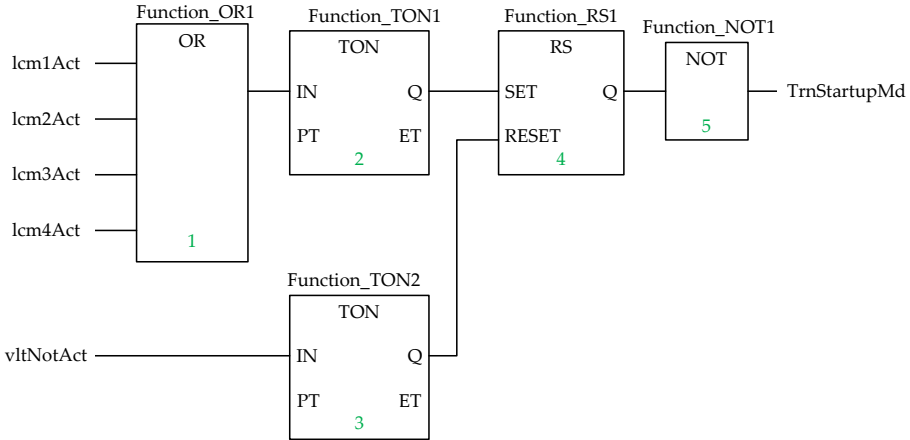 Function_OR1
OR
lcm1Act
lcm2Act
lcm3Act
lcm4Act
1
Function_TON1
TON
IN Q
PT ET
2
Function_RS1
RS
SET Q
RESET
4
Function_NOT1
NOT
5
TrnStartupMd
Function_TON2
TON
vltNotAct
IN Q
PT ET
3